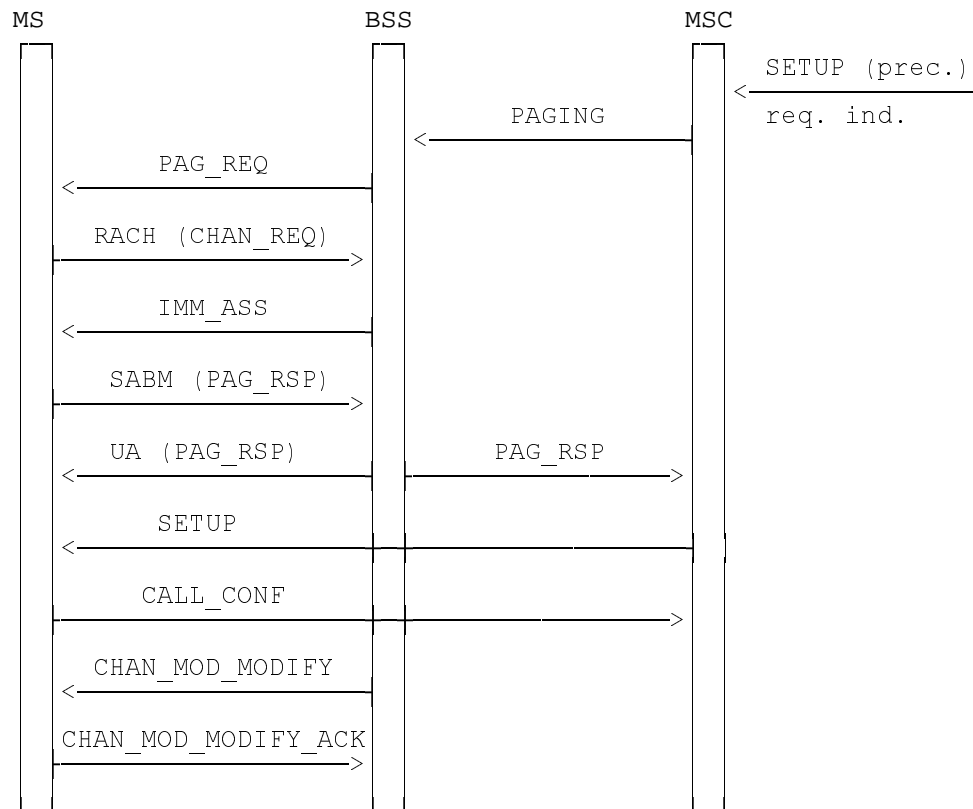 MS BSS MSC
SETUP (prec.)
req. ind.
PAGING
PAG_REQ
RACH (CHAN_REQ)
IMM_ASS
SABM (PAG_RSP)
UA (PAG_RSP) PAG_RSP
SETUP
CALL_CONF
CHAN_MOD_MODIFY
CHAN_MOD_MODIFY_ACK